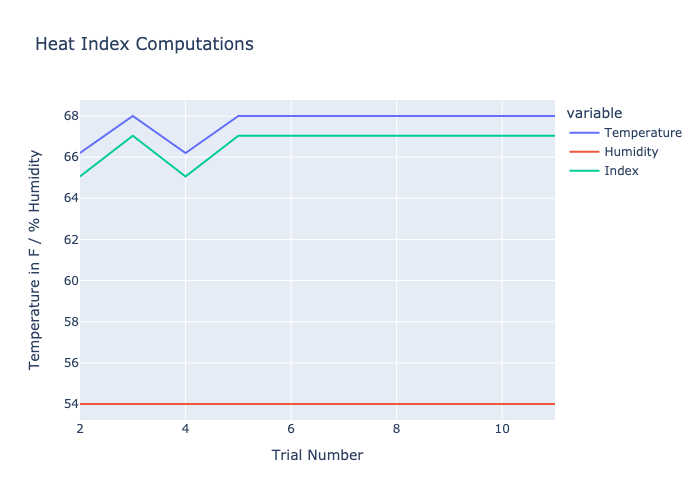 Heat Index Computations
variable
Temperature
Humidity
Index
68
66
64
62
60
58
56
54
Temperature in F / % Humidity
2 4 6 8 10
Trial Number